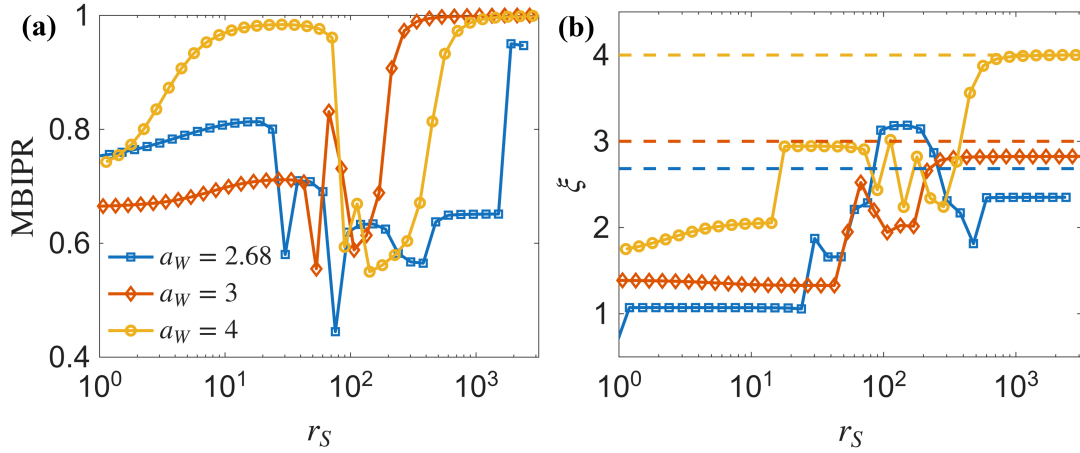 (a)
MBIPR
1
0.8
0.6
0.4
a_W = 2.68
a_W = 3
a_W = 4
10^0 10^1 10^2 10^3
r_S
(b)
ξ
4
3
2
1
10^0 10^1 10^2 10^3
r_S